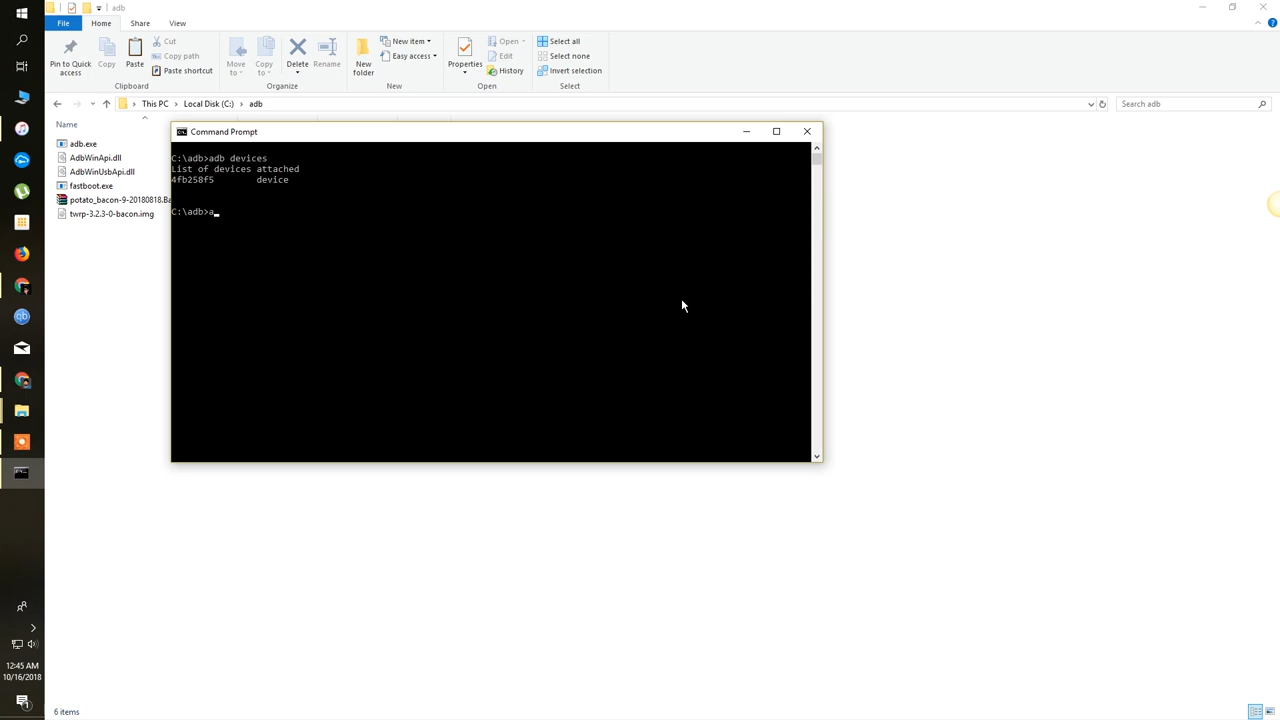 adb
File
Home
Share
View
Pin to Quick
access
Copy
Paste
Cut
Copy path
Paste shortcut
Clipboard
Move
to
Copy
to
Delete
Rename
Organize
New
folder
New item
Easy access
New
Properties
Open
Edit
History
Open
Select all
Select none
Invert selection
Select
This PC
Local Disk (C:)
adb
Search adb
Name
adb.exe
AdbWinApi.dll
AdbWinUsbApi.dll
fastboot.exe
potato_bacon-9-20180818.Ba
twrp-3.2.3-0-bacon.img
Command Prompt
C:\adb>adb devices
List of devices attached
4fb258f5 device
C:\adb>a_
12:45 AM
10/16/2018
1
6 items